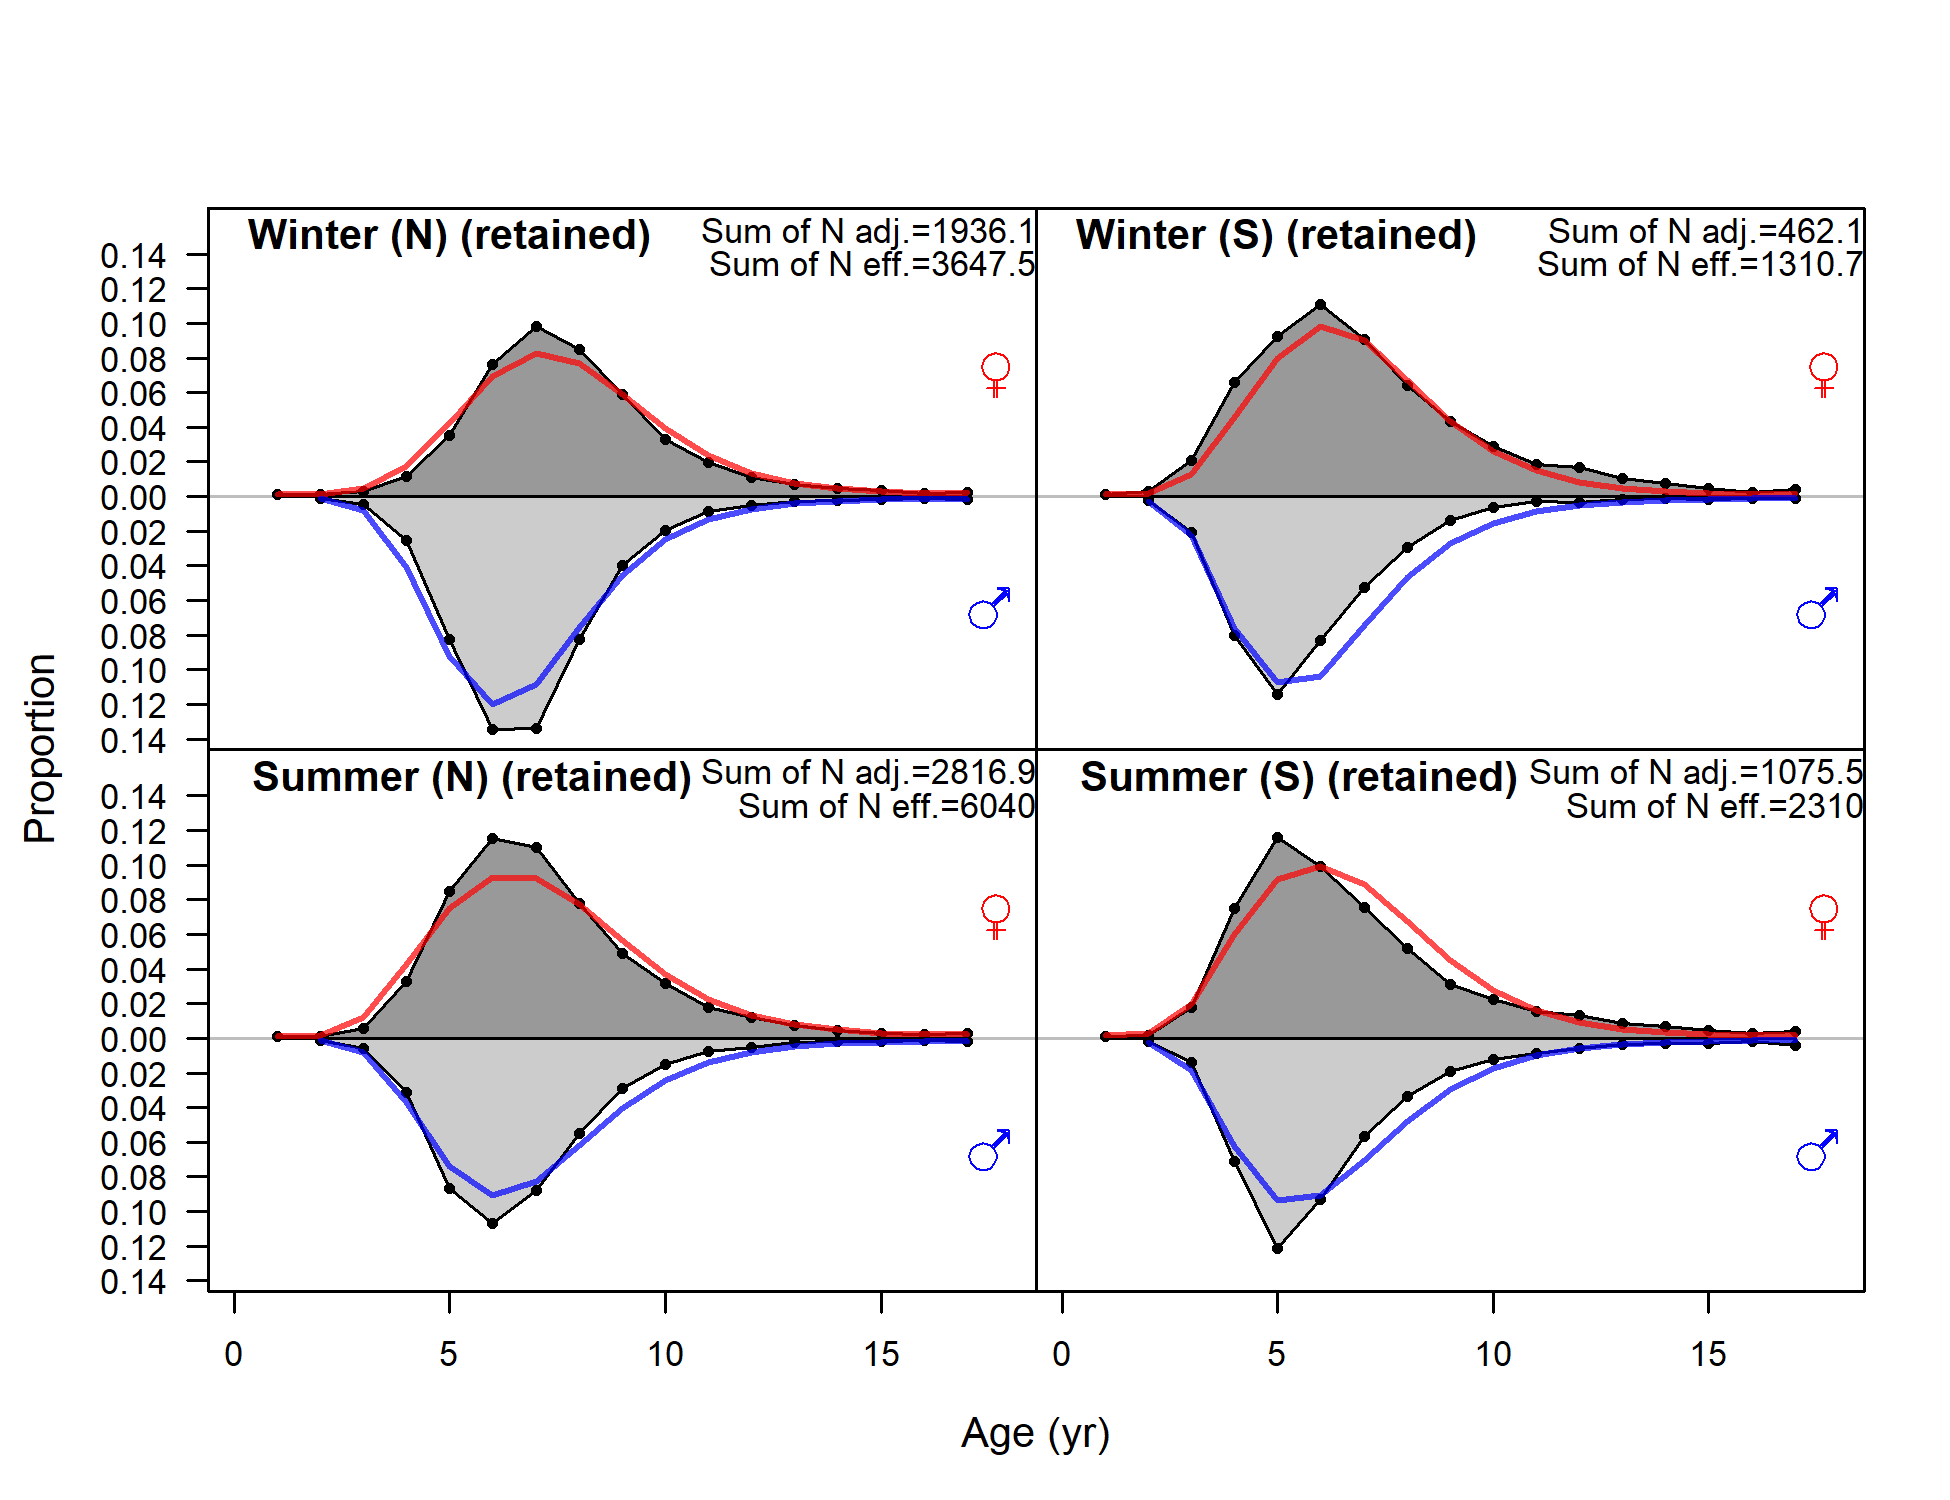 Winter (N) (retained)
Sum of N adj.=1936.1
Sum of N eff.=3647.5
Winter (S) (retained)
Sum of N adj.=462.1
Sum of N eff.=1310.7
0.14
0.12
0.10
0.08
0.06
0.04
0.02
0.00
0.02
0.04
0.06
0.08
0.10
0.12
0.14
♀
♂
♀
♂
Summer (N) (retained)
Sum of N adj.=2816.9
Sum of N eff.=6040
Summer (S) (retained)
Sum of N adj.=1075.5
Sum of N eff.=2310
0.14
0.12
0.10
0.08
0.06
0.04
0.02
0.00
0.02
0.04
0.06
0.08
0.10
0.12
0.14
♀
♂
♀
♂
Proportion
0 5 10 15 0 5 10 15
Age (yr)